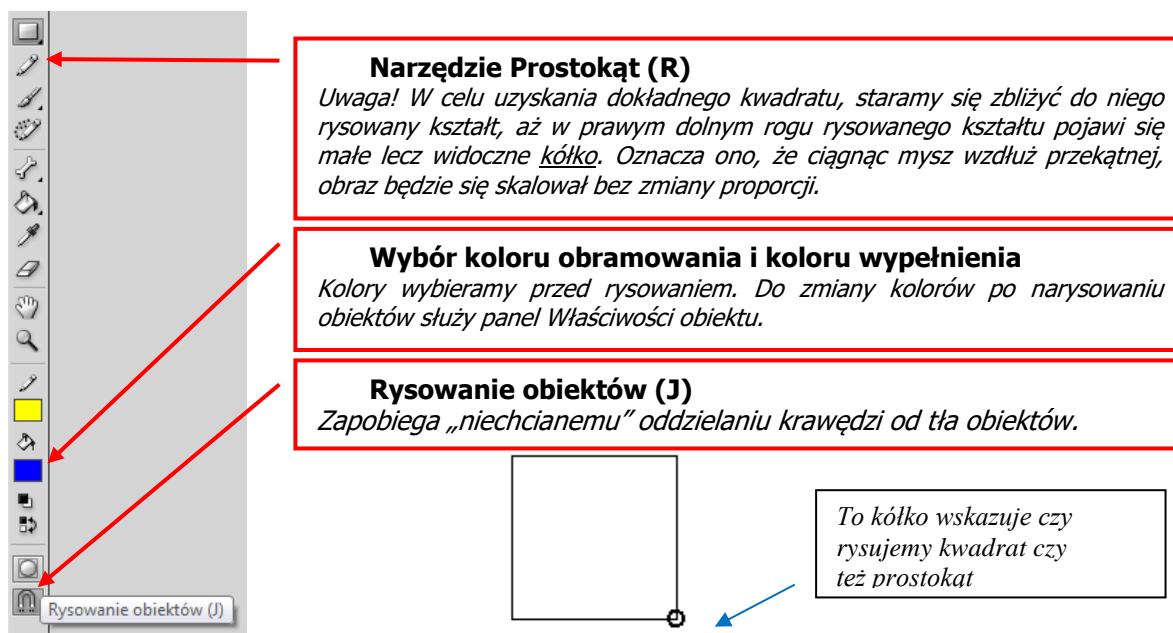 Narzędzie Prostokąt (R)
Uwaga! W celu uzyskania dokładnego kwadratu, staramy się zbliżyć do niego
rysowany kształt, aż w prawym dolnym rogu rysowanego kształtu pojawi się
małe lecz widoczne kółko. Oznacza ono, że ciągnąc mysz wzdłuż przekątnej,
obraz będzie się skalował bez zmiany proporcji.
Wybór koloru obramowania i koloru wypełnienia
Kolory wybieramy przed rysowaniem. Do zmiany kolorów po narysowaniu
obiektów służy panel Właściwości obiektu.
Rysowanie obiektów (J)
Zapobiega „niechcianemu” oddzielaniu krawędzi od tła obiektów.
To kółko wskazuje czy
rysujemy kwadrat czy
też prostokąt
Rysowanie obiektów (J)